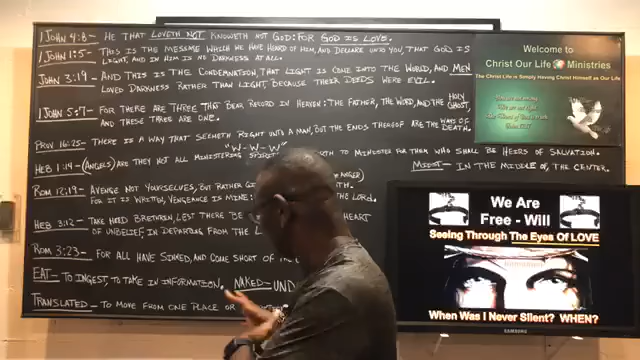 1 JOHN 4:8- HE THAT LOVETH NOT KNOWETH NOT GOD: FOR GOD IS LOVE.
1 JOHN 1:5- THIS IS THE MESSAGE WHICH WE HAVE HEARD OF HIM, AND DECLARE UNTO YOU, THAT GOD IS
LIGHT, AND IN HIM IS NO DARKNESS AT ALL.
JOHN 3:19- AND THIS IS THE CONDEMNATION, THAT LIGHT IS COME INTO THE WORLD, AND MEN
LOVED DARKNESS RATHER THAN LIGHT, BECAUSE THEIR DEEDS WERE EVIL.
1 JOHN 5:7- FOR THERE ARE THREE THAT BEAR RECORD IN HEAVEN: THE FATHER, THE WORD, AND THE HOLY GHOST,
AND THESE THREE ARE ONE.
PROV 16:25- THERE IS A WAY THAT SEEMETH RIGHT UNTO A MAN, BUT THE ENDS THEREOF ARE THE WAYS OF DEATH.
"W-W-W"
HEB 1:14- (ANGELS) ARE THEY NOT ALL MINISTERING FORTH TO MINISTER FOR THEM WHO SHALL BE HEIRS OF SALVATION.
ROM 12:19- AVENGE NOT YOURSELVES, BUT RATHER
FOR IT IS WRITTEN, VENGEANCE IS MINE: THE LORD.
HEB 3:12- TAKE HEED BRETHREN, LEST THERE BE HEART
OF UNBELIEF, IN DEPARTING FROM THE
ROM 3:23- FOR ALL HAVE SINNED, AND COME SHORT OF THE
EAT- TO INGEST, TO TAKE IN INFORMATION. NAKED-
TRANSLATED- TO MOVE FROM ONE PLACE OR
MIDST- IN THE MIDDLE OF, THE CENTER.
Welcome to
Christ Our Life Ministries
The Christ Life is Simply Having Christ Himself as Our Life
We Are
Free - Will
Seeing Through The Eyes Of LOVE
When Was I Never Silent? WHEN?
SAMSUNG